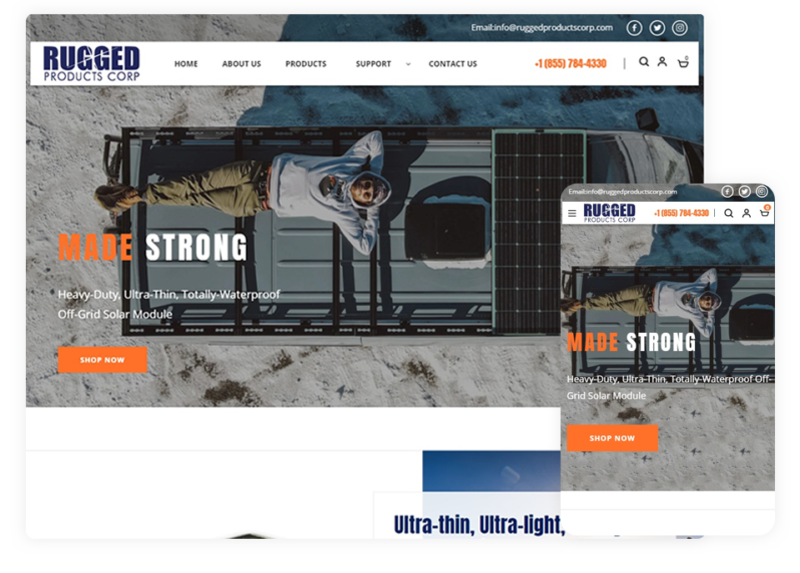 Email:info@ruggedproductscorp.com
RUGGED
PRODUCTS CORP
HOME ABOUT US PRODUCTS SUPPORT CONTACT US
+1 (855) 784-4330
0
MADE STRONG
Heavy-Duty, Ultra-Thin, Totally-Waterproof
Off-Grid Solar Module
SHOP NOW
Ultra-thin, Ultra-light,
Email:info@ruggedproductscorp.com
RUGGED
PRODUCTS CORP
+1 (855) 784-4330
0
MADE STRONG
Heavy-Duty, Ultra-Thin, Totally-Waterproof Off-
Grid Solar Module
SHOP NOW